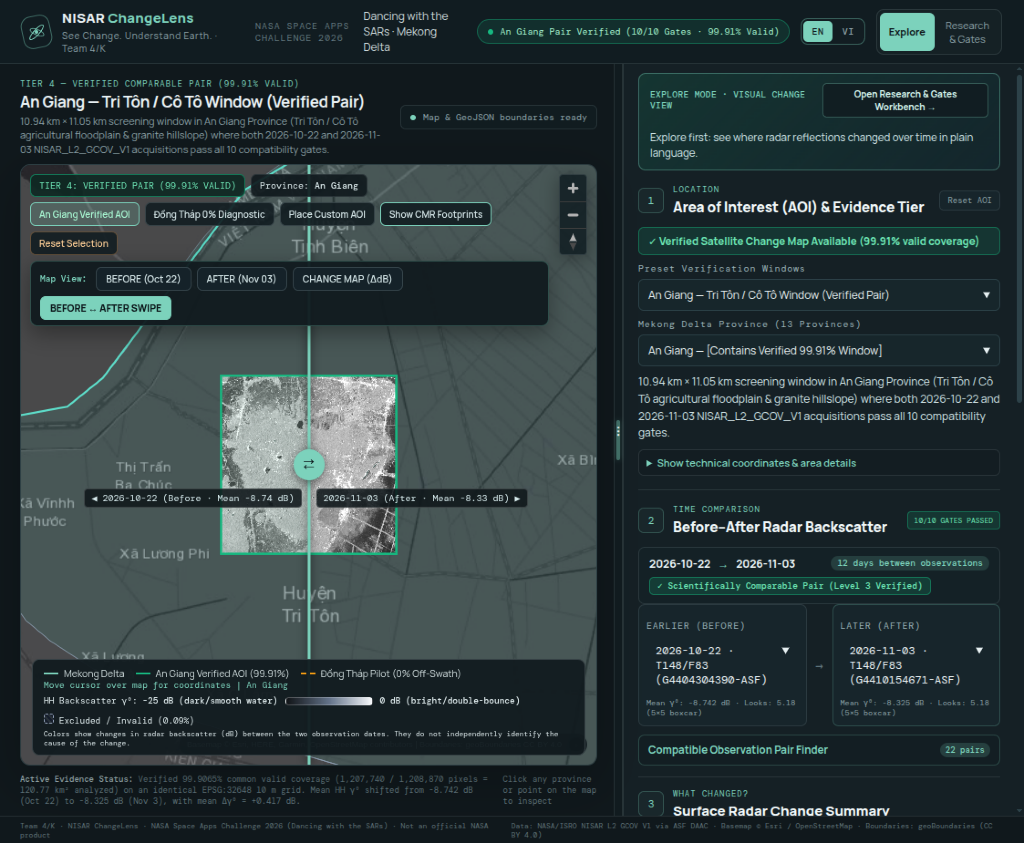 NISAR ChangeLens
See Change. Understand Earth. ·
Team 4/K
NASA SPACE APPS
CHALLENGE 2026
Dancing with the
SARs · Mekong
Delta
An Giang Pair Verified (10/10 Gates · 99.91% Valid)
EN
VI
Explore
Research
& Gates
TIER 4 — VERIFIED COMPARABLE PAIR (99.91% VALID)
An Giang — Tri Tôn / Cô Tô Window (Verified Pair)
10.94 km × 11.05 km screening window in An Giang Province (Tri Tôn / Cô Tô
agricultural floodplain & granite hillslope) where both 2026-10-22 and 2026-11-
03 NISAR_L2_GCOV_V1 acquisitions pass all 10 compatibility gates.
Map & GeoJSON boundaries ready
TIER 4: VERIFIED PAIR (99.91% VALID)
Province: An Giang
An Giang Verified AOI
Đồng Tháp 0% Diagnostic
Place Custom AOI
Show CMR Footprints
Reset Selection
Huyện
Tịnh Biên
Map View:
BEFORE (Oct 22)
AFTER (Nov 03)
CHANGE MAP (ΔdB)
BEFORE ↔ AFTER SWIPE
Thị Trấn
Ba Chúc
◀ 2026-10-22 (Before · Mean -8.74 dB)
2026-11-03 (After · Mean -8.33 dB) ▶
Xã Vĩnhh
Phước
Xã Lương Phi
Huyện
Tri Tôn
Xã Lương
Mekong Delta
An Giang Verified AOI (99.91%)
Đồng Tháp Pilot (0% Off-Swath)
Move cursor over map for coordinates | An Giang
HH Backscatter γ⁰: -25 dB (dark/smooth water)
0 dB (bright/double-bounce)
Excluded / Invalid (0.09%)
Colors show changes in radar backscatter (dB) between the two observation dates. They do not independently identify the
cause of the change.
Active Evidence Status: Verified 99.9065% common valid coverage (1,207,740 / 1,208,870 pixels =
120.77 km² analyzed) on an identical EPSG:32648 10 m grid. Mean HH γ⁰ shifted from -8.742 dB
(Oct 22) to -8.325 dB (Nov 3), with mean Δγ⁰ = +0.417 dB.
Click any province
or point on the map
to inspect
EXPLORE MODE · VISUAL CHANGE
VIEW
Open Research & Gates
Workbench →
Explore first: see where radar reflections changed over time in plain
language.
1
LOCATION
Area of Interest (AOI) & Evidence Tier
Reset AOI
✓ Verified Satellite Change Map Available (99.91% valid coverage)
Preset Verification Windows
An Giang — Tri Tôn / Cô Tô Window (Verified Pair)
Mekong Delta Province (13 Provinces)
An Giang — [Contains Verified 99.91% Window]
10.94 km × 11.05 km screening window in An Giang Province (Tri Tôn / Cô
Tô agricultural floodplain & granite hillslope) where both 2026-10-22 and
2026-11-03 NISAR_L2_GCOV_V1 acquisitions pass all 10 compatibility
gates.
▶ Show technical coordinates & area details
2
TIME COMPARISON
Before–After Radar Backscatter
10/10 GATES PASSED
2026-10-22 → 2026-11-03
12 days between observations
✓ Scientifically Comparable Pair (Level 3 Verified)
EARLIER (BEFORE)
2026-10-22 ·
T148/F83
(G4404304390-ASF)
Mean γ⁰: -8.742 dB · Looks: 5.18
(5×5 boxcar)
→
LATER (AFTER)
2026-11-03 ·
T148/F83
(G4410154671-ASF)
Mean γ⁰: -8.325 dB · Looks: 5.18
(5×5 boxcar)
Compatible Observation Pair Finder
22 pairs
3
WHAT CHANGED?
Surface Radar Change Summary
Team 4/K · NISAR ChangeLens · NASA Space Apps Challenge 2026 (Dancing with the SARs) · Not an official NASA
product
Data: NASA/ISRO NISAR L2 GCOV V1 via ASF DAAC · Basemap © Esri / OpenStreetMap · Boundaries: geoBoundaries (CC
BY 4.0)